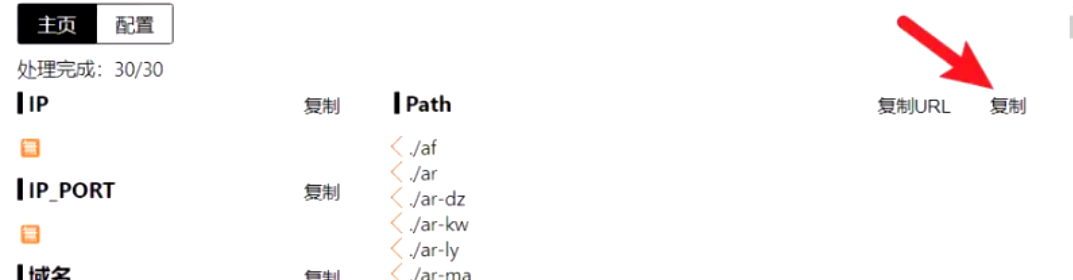 主页 配置
处理完成：30/30
IP 复制
🈚
IP_PORT 复制
🈚
域名 复制
Path 复制URL 复制
./af
./ar
./ar-dz
./ar-kw
./ar-ly
./ar-ma